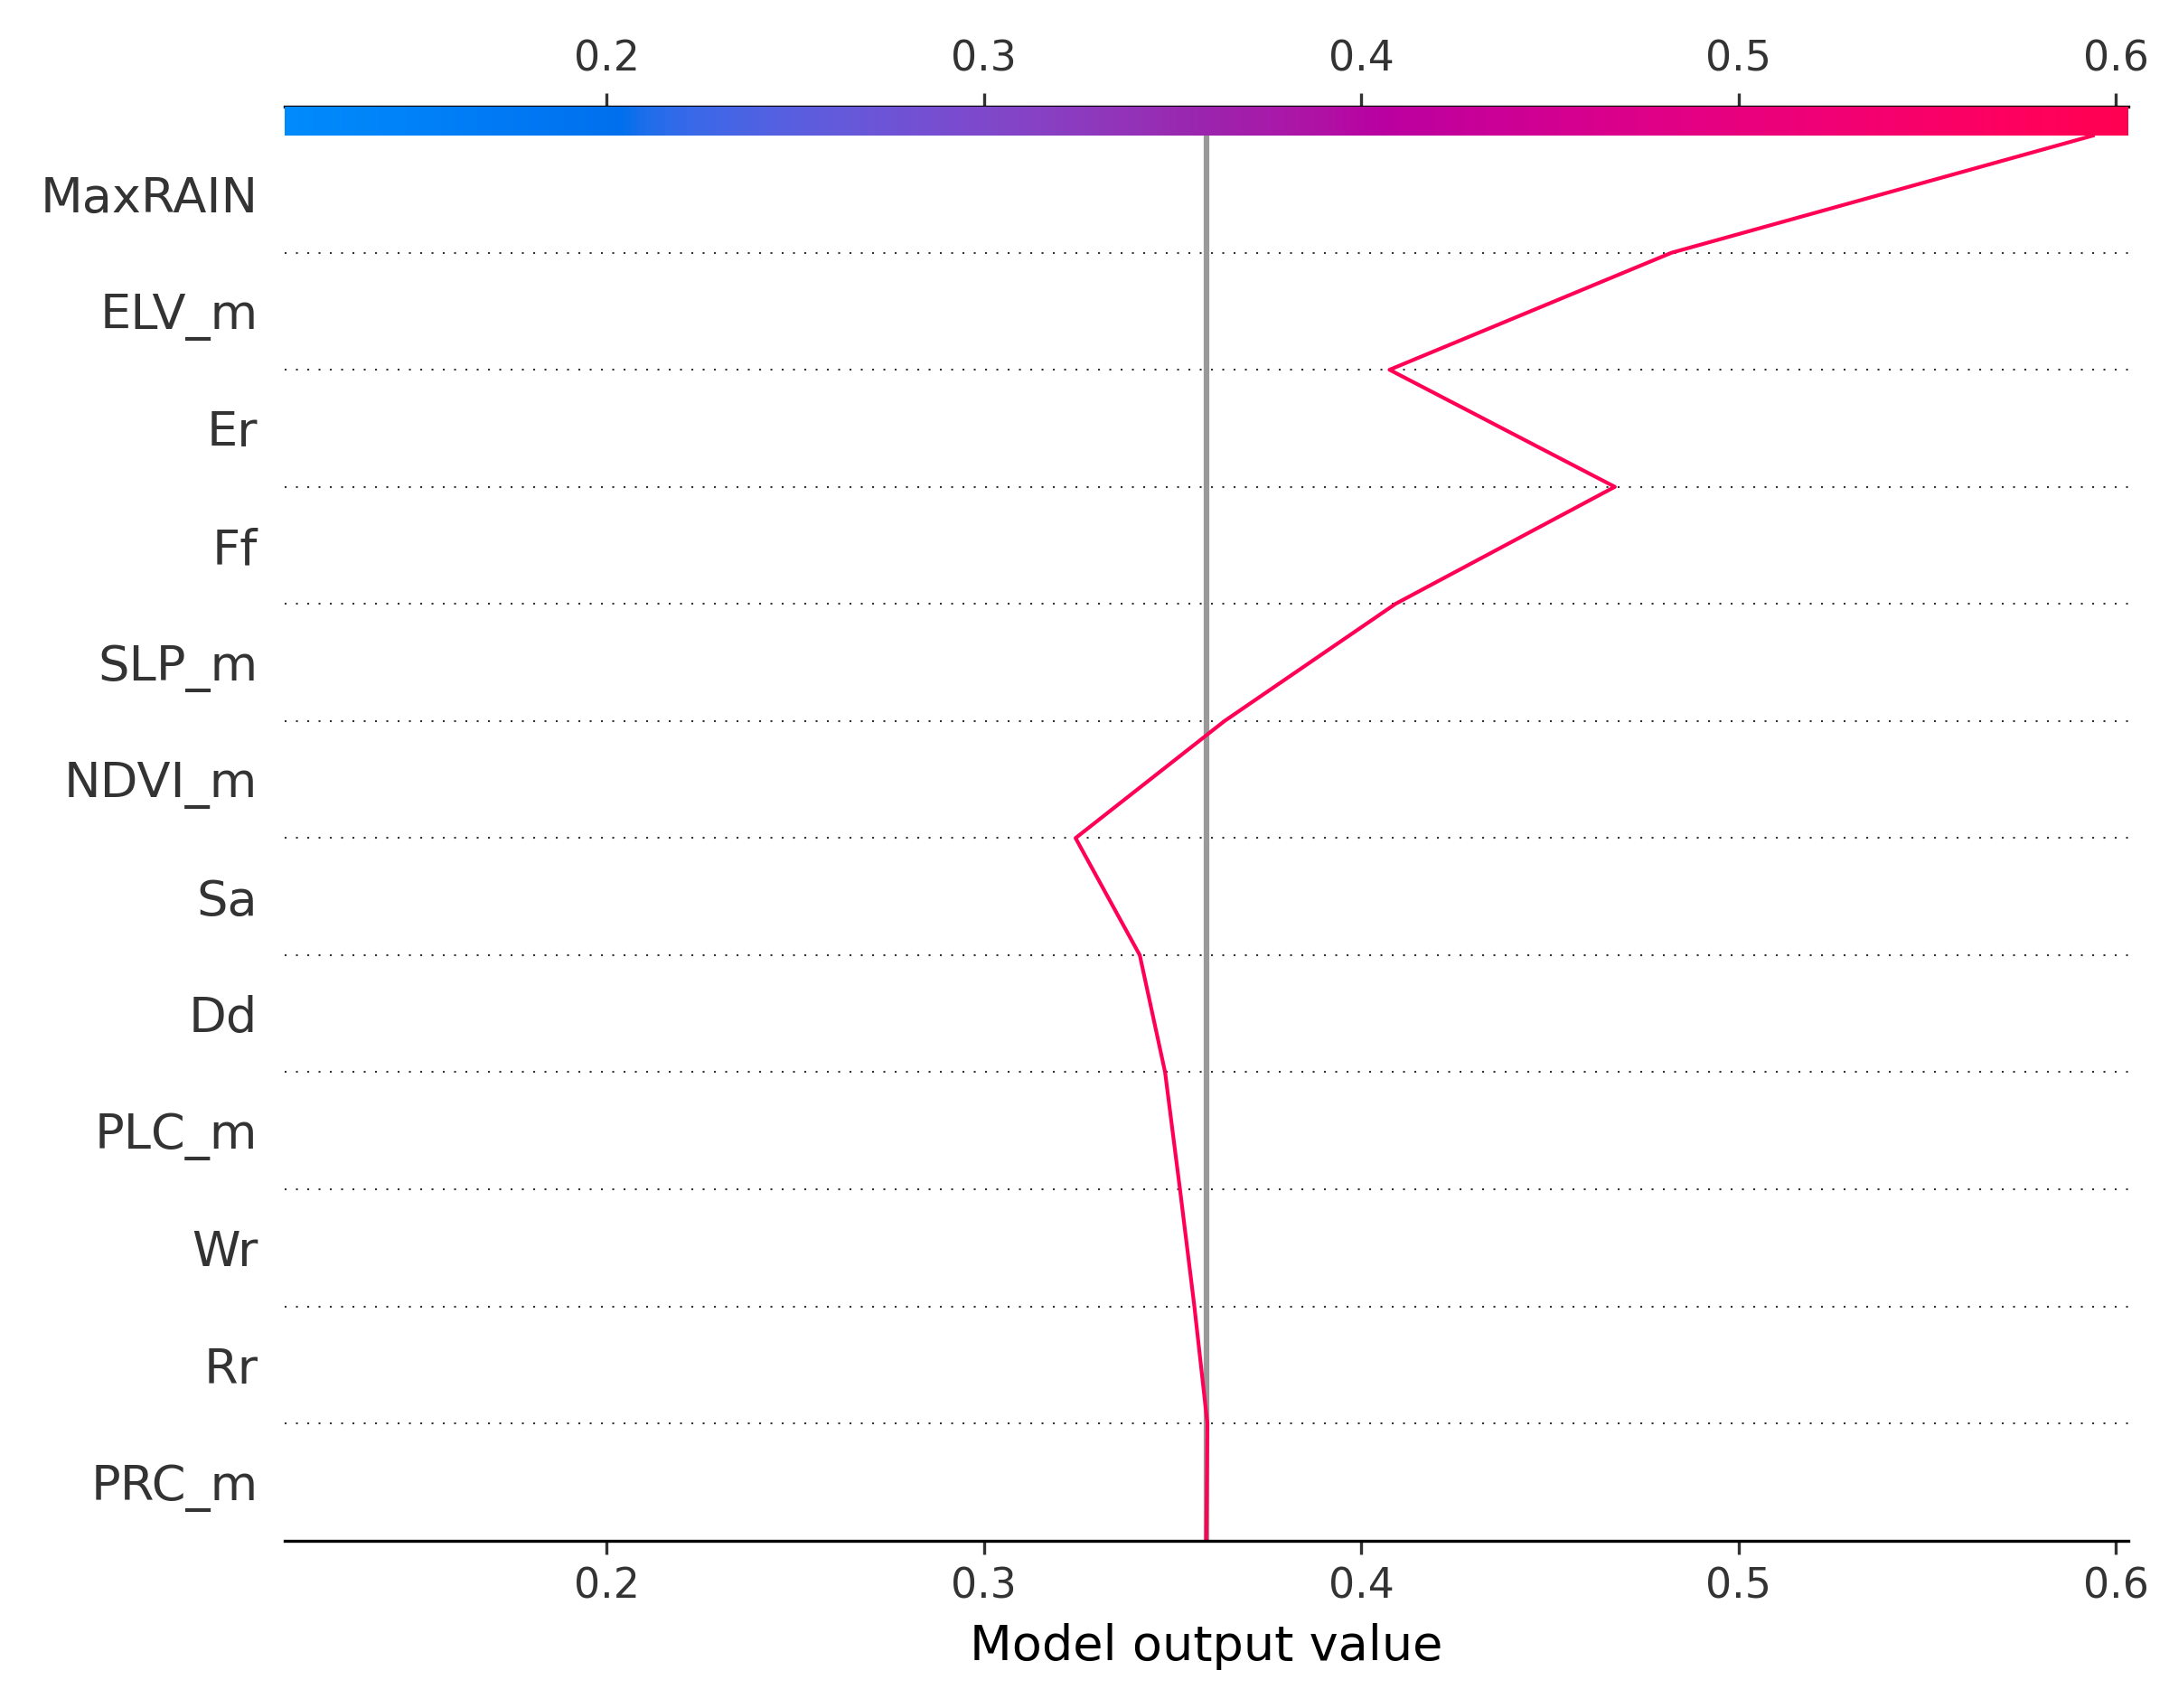 0.2 0.3 0.4 0.5 0.6
MaxRAIN
ELV_m
Er
Ff
SLP_m
NDVI_m
Sa
Dd
PLC_m
Wr
Rr
PRC_m
0.2 0.3 0.4 0.5 0.6
Model output value